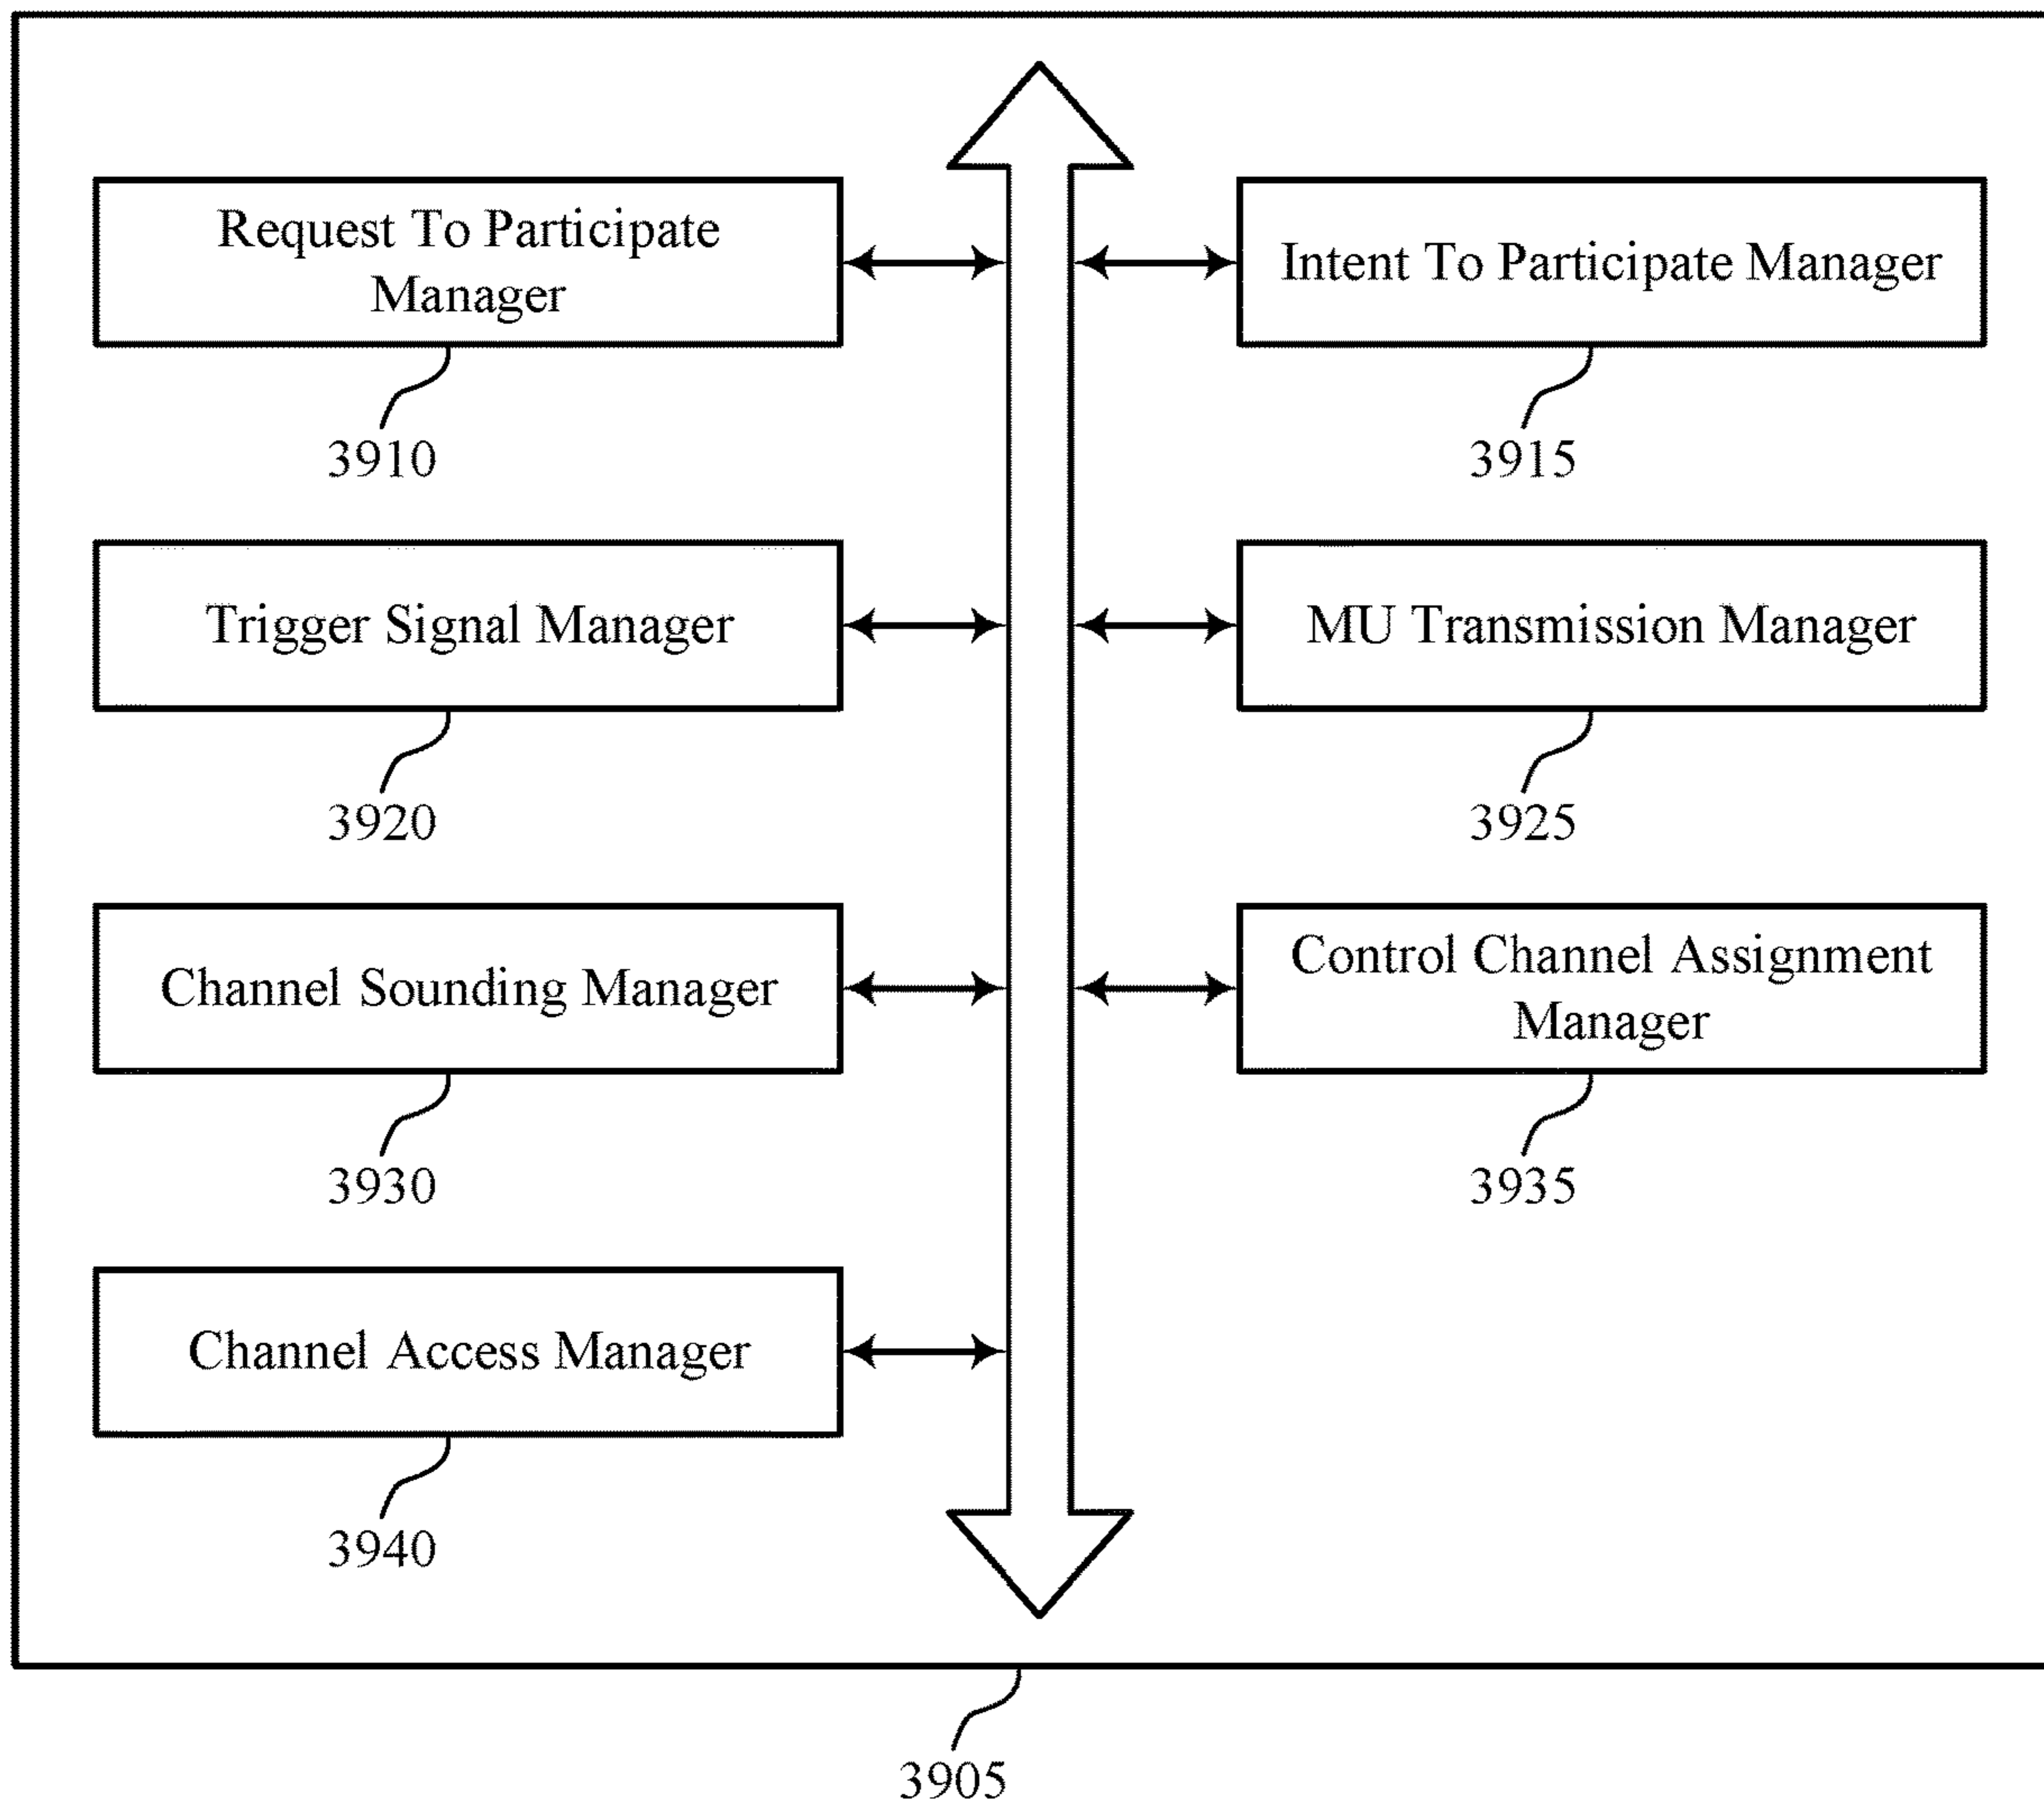 Request To Participate
Manager
3910
Intent To Participate Manager
3915
Trigger Signal Manager
3920
MU Transmission Manager
3925
Channel Sounding Manager
3930
Control Channel Assignment
Manager
3935
Channel Access Manager
3940
3905